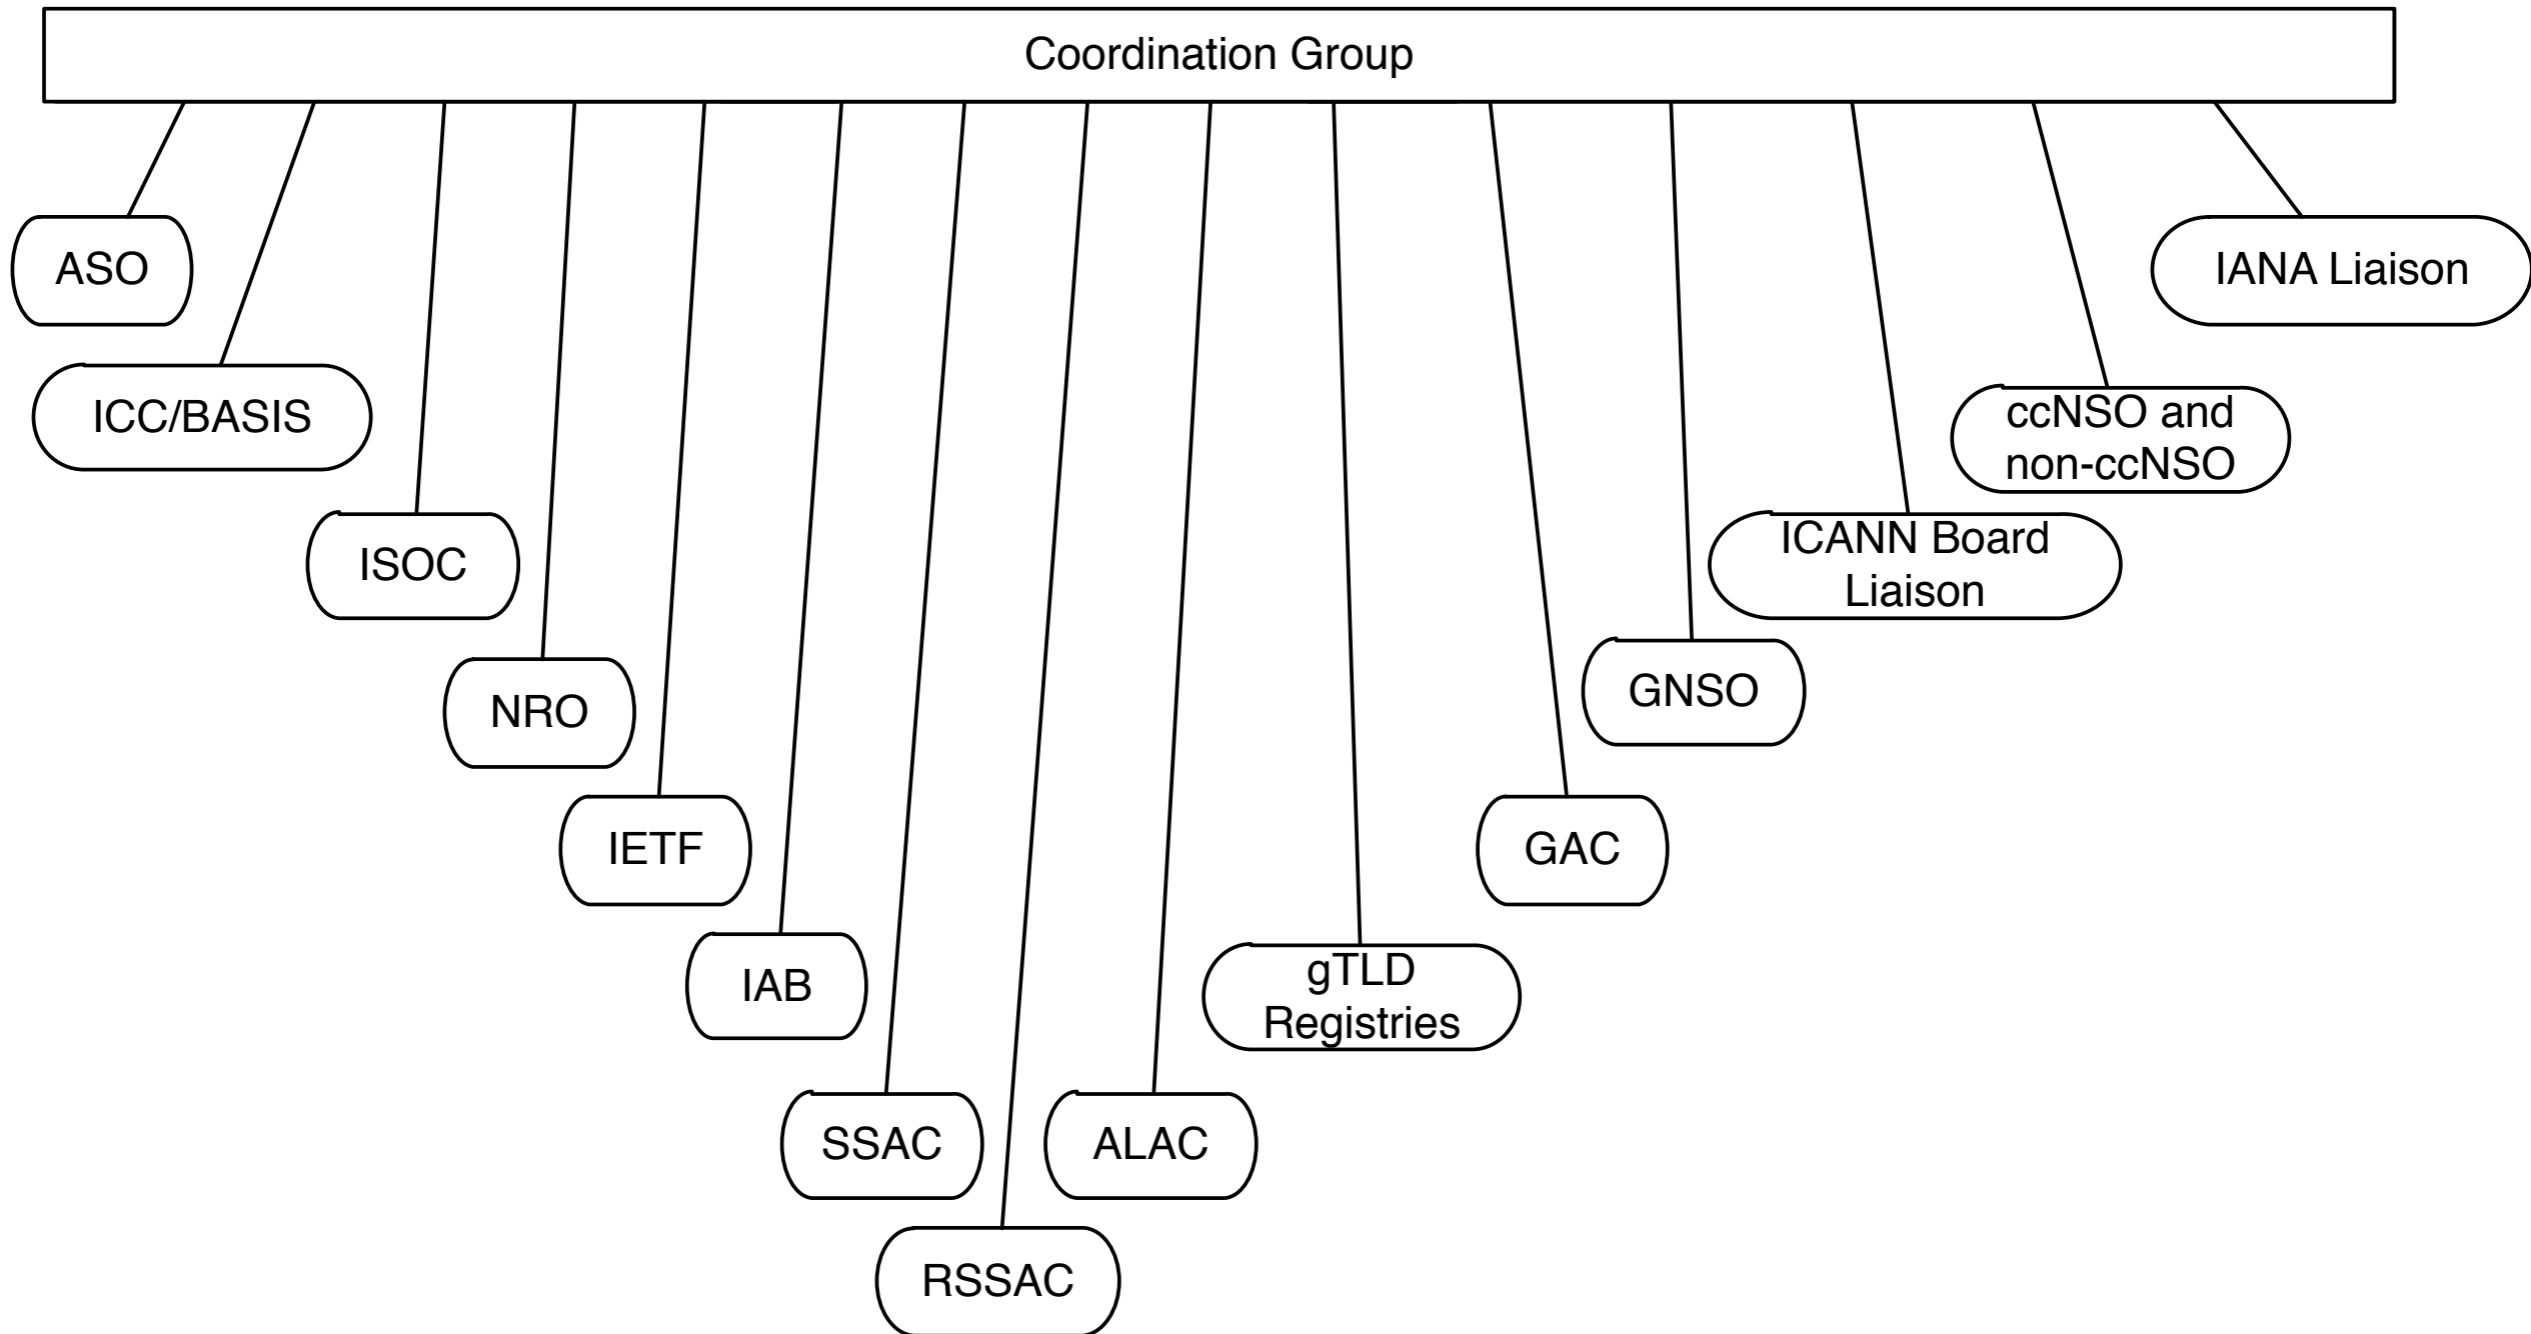 Coordination Group
ASO
IANA Liaison
ICC/BASIS
ccNSO and
non-ccNSO
ISOC
ICANN Board
Liaison
NRO
GNSO
IETF
GAC
IAB
gTLD
Registries
SSAC
ALAC
RSSAC